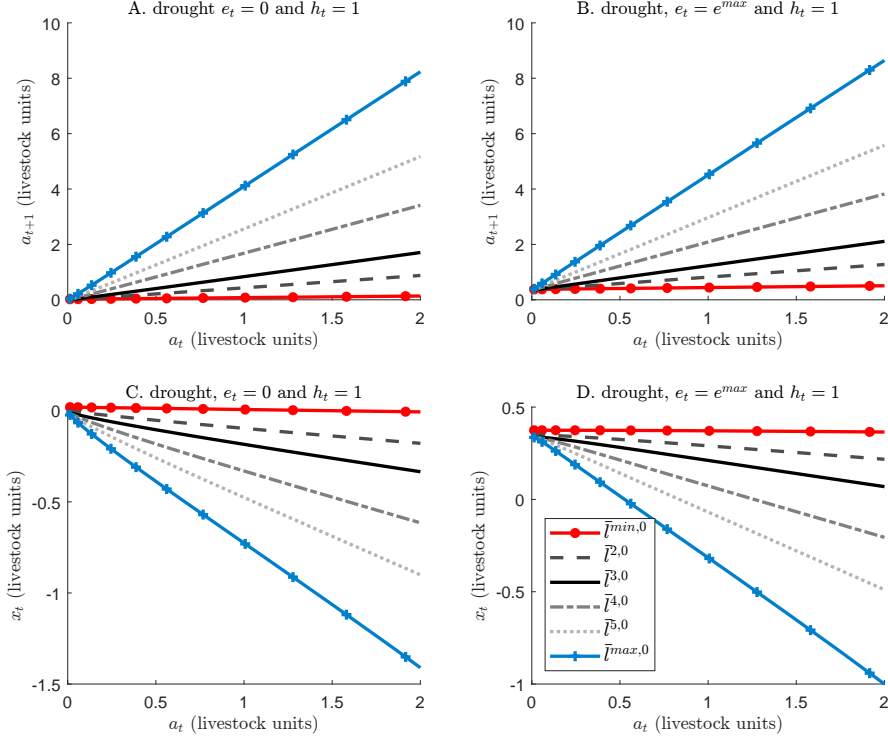 A. drought e_t = 0 and h_t = 1
10
8
6
4
2
0
a_{t+1} (livestock units)
0 0.5 1 1.5 2
a_t (livestock units)
B. drought, e_t = e^{max} and h_t = 1
10
8
6
4
2
0
a_{t+1} (livestock units)
0 0.5 1 1.5 2
a_t (livestock units)
C. drought, e_t = 0 and h_t = 1
0
-0.5
-1
-1.5
x_t (livestock units)
0 0.5 1 1.5 2
a_t (livestock units)
D. drought, e_t = e^{max} and h_t = 1
0.5
0
-0.5
-1
x_t (livestock units)
0 0.5 1 1.5 2
a_t (livestock units)
l̄^{min,0}
l̄^{2,0}
l̄^{3,0}
l̄^{4,0}
l̄^{5,0}
l̄^{max,0}